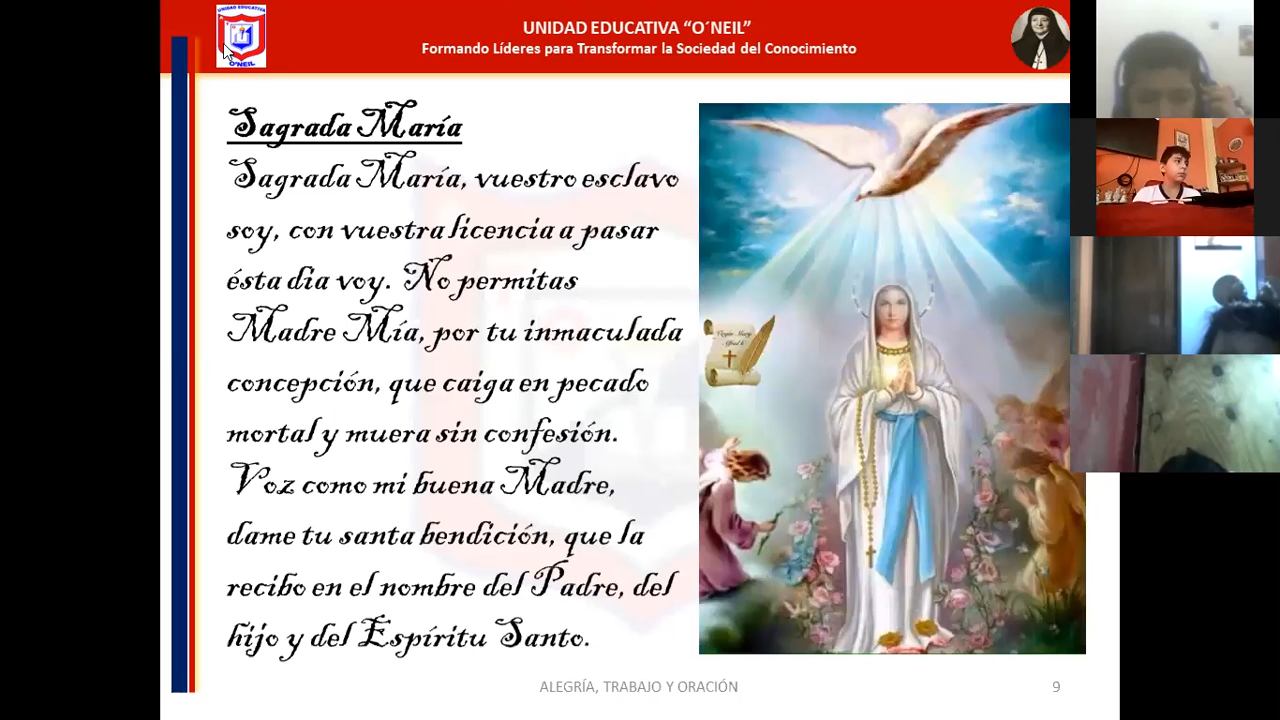 UNIDAD EDUCATIVA
O´NEIL
UNIDAD EDUCATIVA “O´NEIL”
Formando Líderes para Transformar la Sociedad del Conocimiento
Sagrada María
Sagrada María, vuestro esclavo
soy, con vuestra licencia a pasar
ésta dia voy. No permitas
Madre Mía, por tu inmaculada
concepción, que caiga en pecado
mortal y muera sin confesión.
Voz como mi buena Madre,
dame tu santa bendición, que la
recibo en el nombre del Padre, del
hijo y del Espíritu Santo.
ALEGRÍA, TRABAJO Y ORACIÓN
9